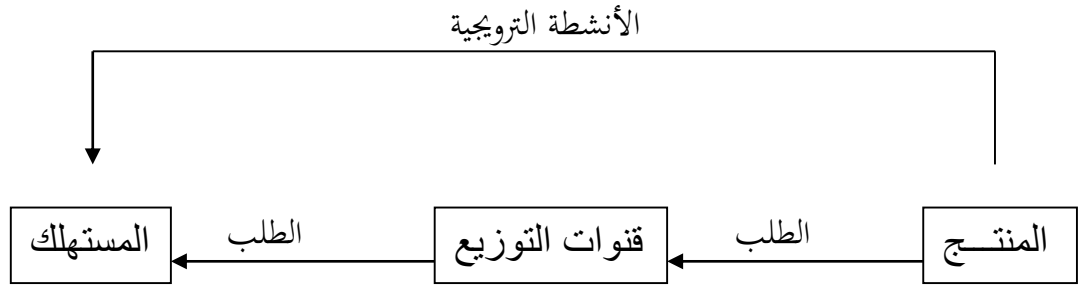 الأنشطة الترويجية
المنتـــج
الطلب
قنوات التوزيع
الطلب
المستهلك